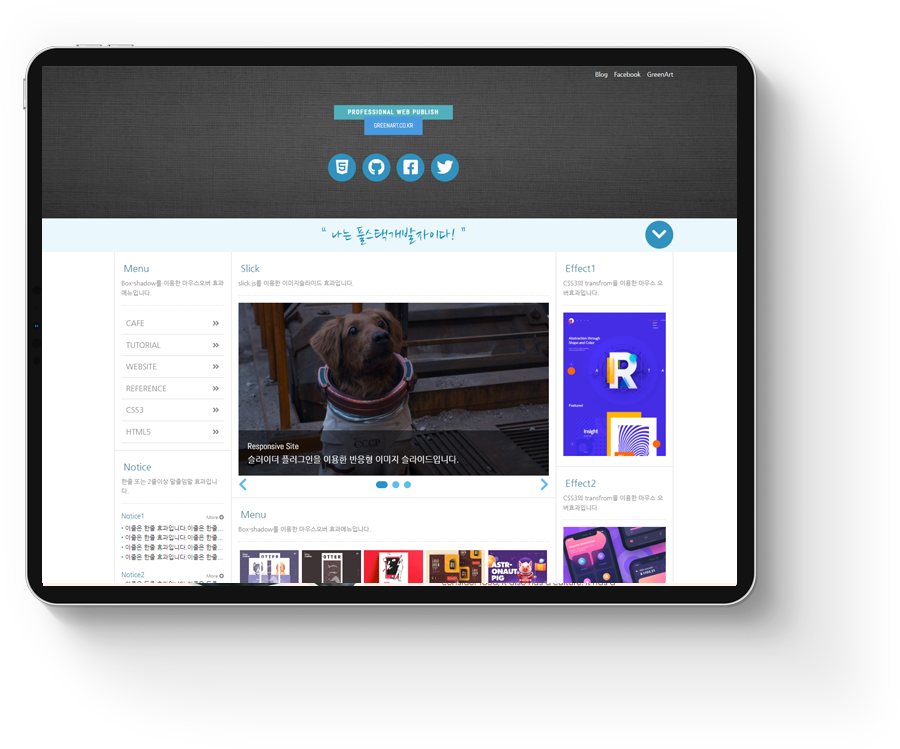 Blog Facebook GreenArt
PROFESSIONAL WEB PUBLISH
GREENART.CO.KR
“ 나는 풀스택개발자이다! ”
Menu
Box-shadow를 이용한 마우스오버 효과
메뉴입니다.
CAFE
TUTORIAL
WEBSITE
REFERENCE
CSS3
HTML5
Notice
한줄 또는 2줄이상 말줄임말 효과입니
다.
Notice1 More
• 이줄은 한줄 효과입니다.이줄은 한줄...
• 이줄은 한줄 효과입니다.이줄은 한줄...
• 이줄은 한줄 효과입니다.이줄은 한줄...
• 이줄은 한줄 효과입니다.이줄은 한줄...
Notice2 More
Slick
slick.js를 이용한 이미지슬라이드 효과입니다.
Responsive Site
슬라이더 플러그인을 이용한 반응형 이미지 슬라이드입니다.
Menu
Box-shadow를 이용한 마우스오버 효과메뉴입니다.
OTTER
OTTER
ASTR-
ONAUT
PIG
Effect1
CSS3의 transfrom을 이용한 마우스 오
버효과입니다.
Abstraction through
Shape and Color
R
Featured
Insight
Effect2
CSS3의 transfrom을 이용한 마우스 오
버효과입니다.